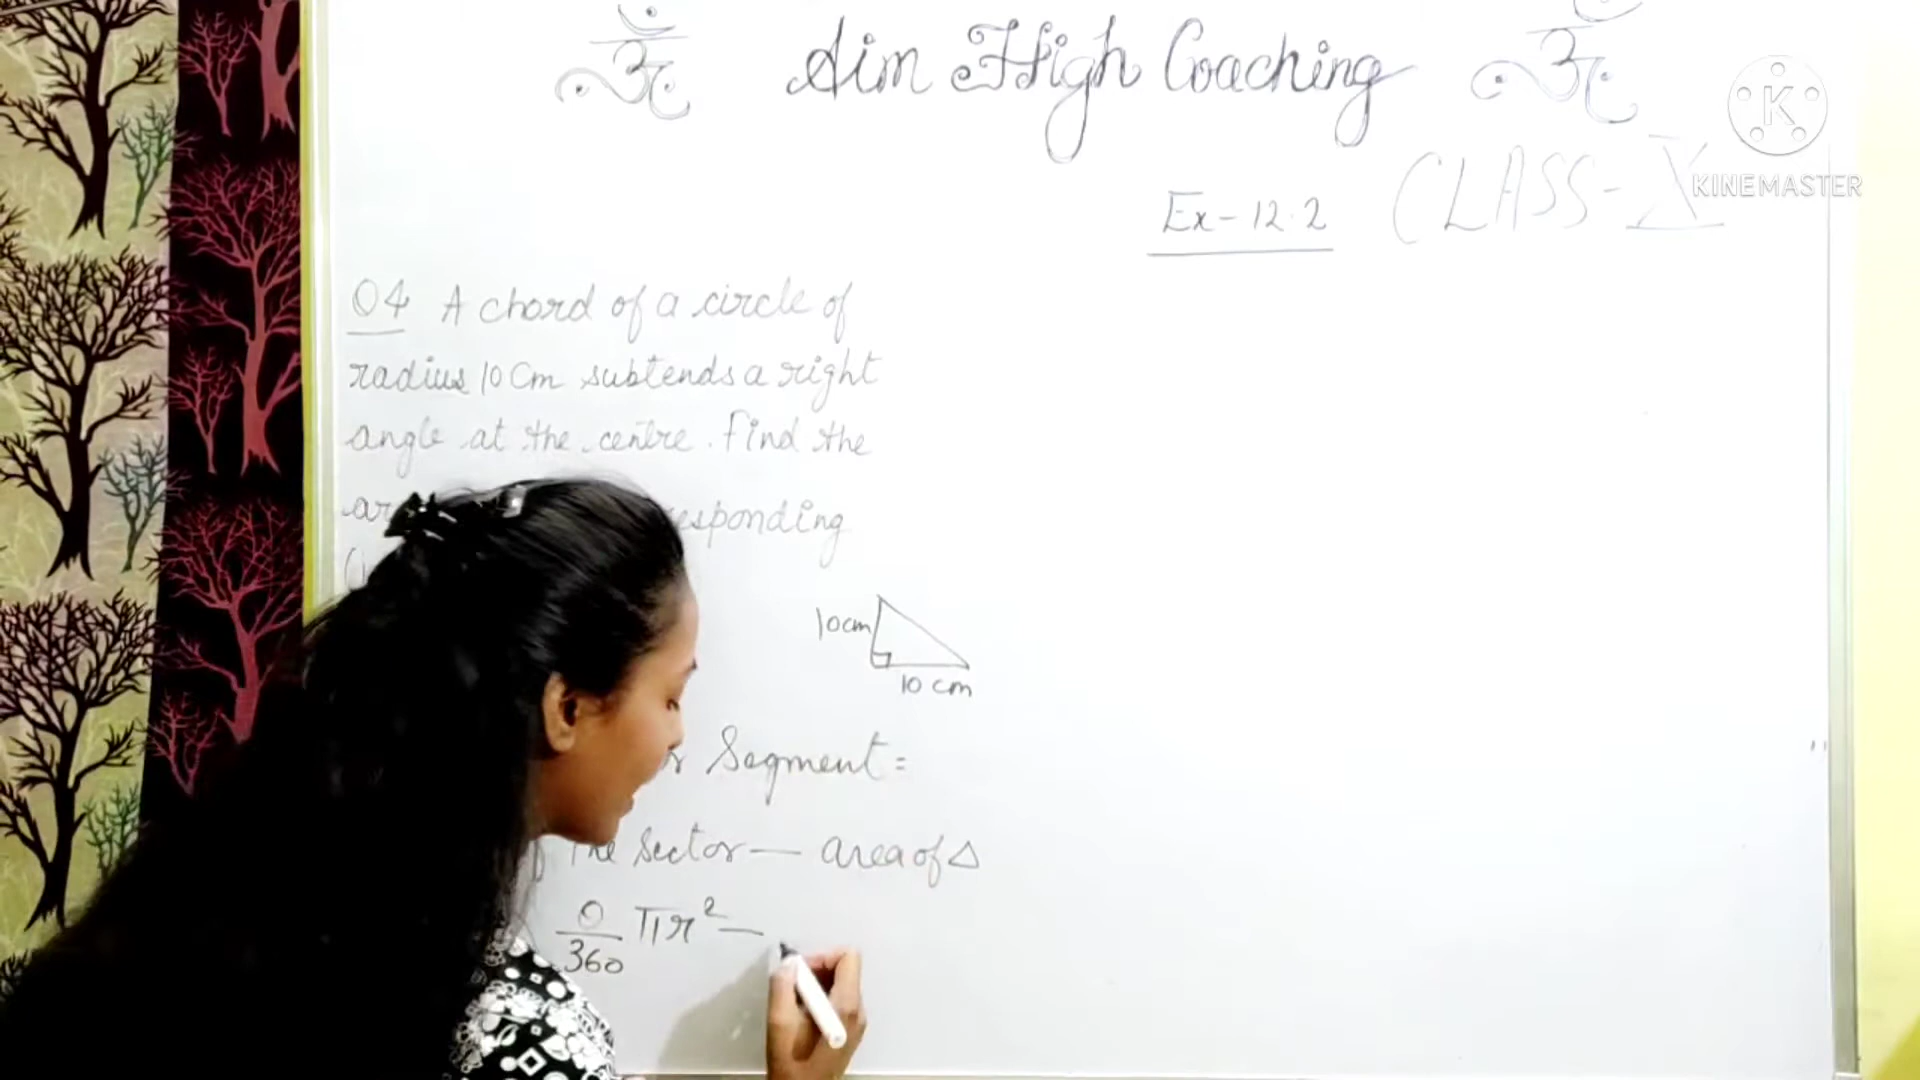 ॐ Aim High Coaching ॐ
K
KINEMASTER
Ex-12.2 CLASS-X
Q4 A chord of a circle of
radius 10 cm subtends a right
angle at the centre. Find the
10cm
10 cm
Segment =
the Sector — area of △
θ/360 πr² —